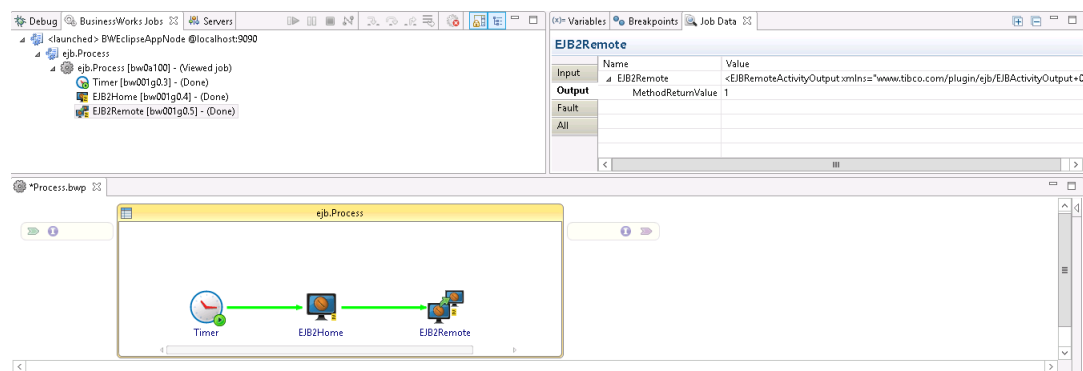 Debug BusinessWorks Jobs Servers
<launched> BWEclipseAppNode @localhost:9090
ejb.Process
ejb.Process [bw0a100] - (Viewed job)
Timer [bw001g0.3] - (Done)
EJB2Home [bw001g0.4] - (Done)
EJB2Remote [bw001g0.5] - (Done)
(x)= Variables Breakpoints Job Data
EJB2Remote
Input
Output
Fault
All
Name Value
EJB2Remote <EJBRemoteActivityOutput xmlns="www.tibco.com/plugin/ejb/EJBActivityOutput+0
MethodReturnValue 1
*Process.bwp
ejb.Process
Timer EJB2Home EJB2Remote